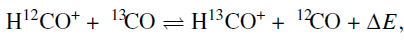 H¹²CO⁺ + ¹³CO ⇌ H¹³CO⁺ + ¹²CO + ΔE,